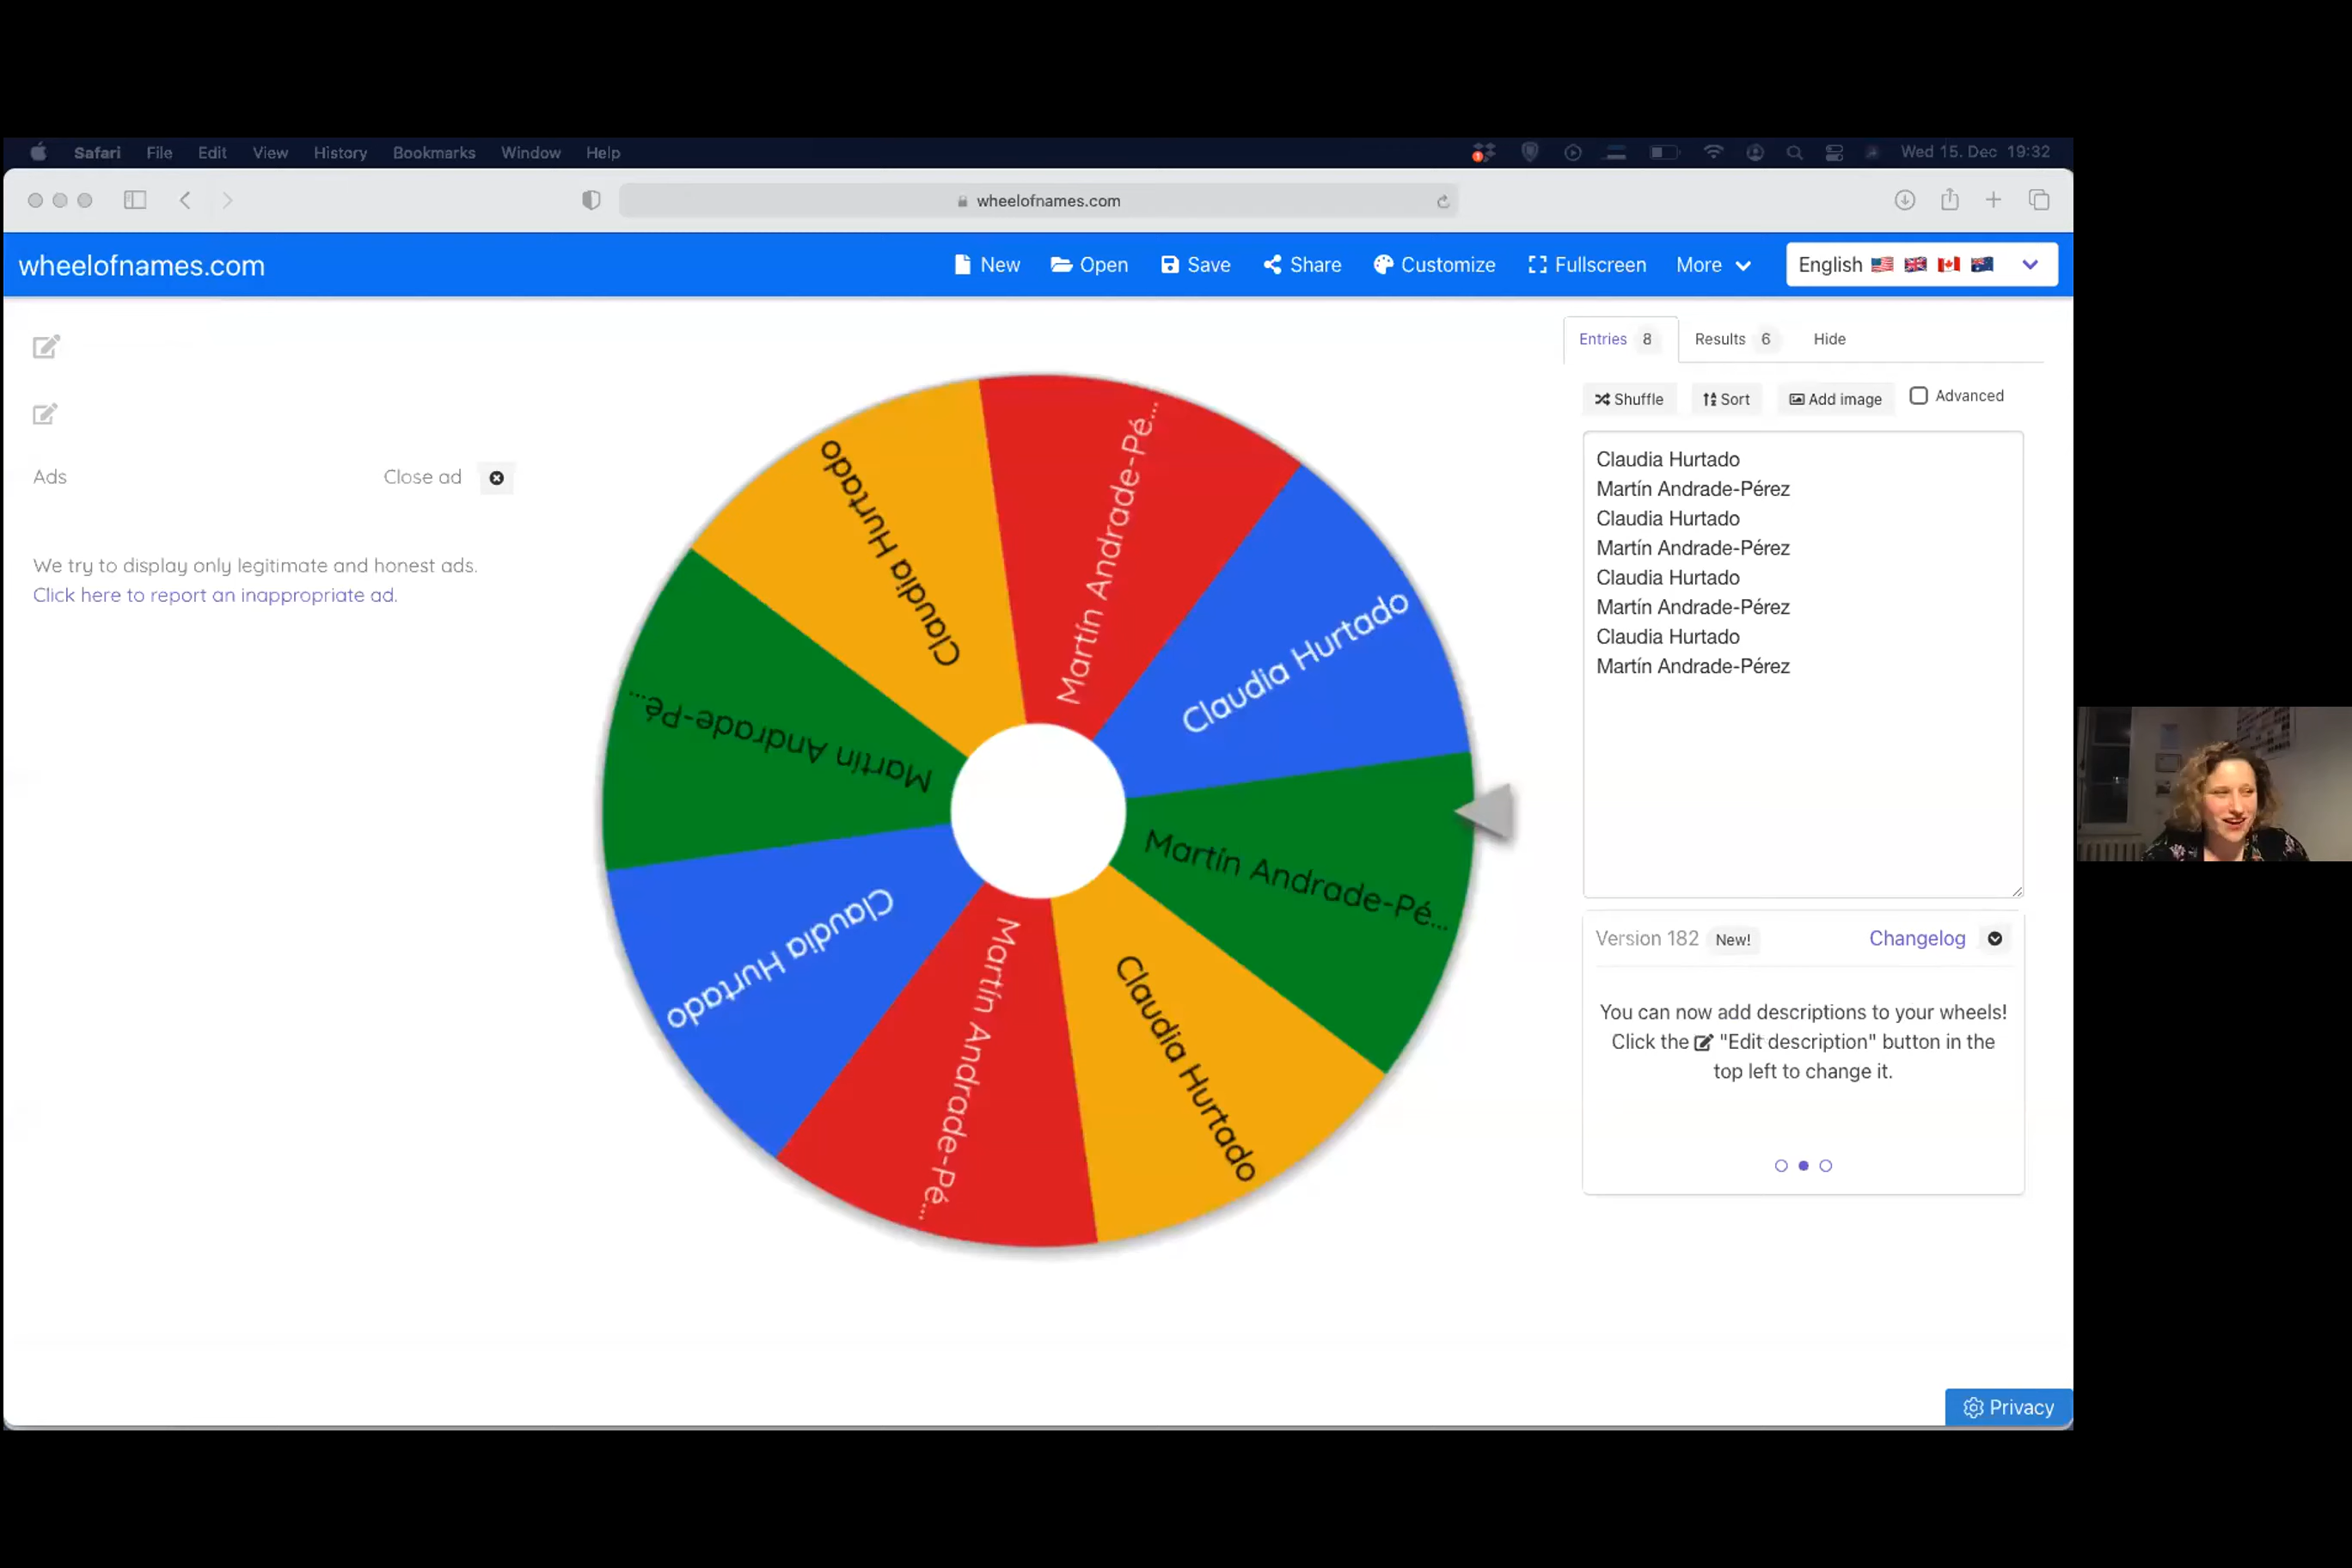 Safari File Edit View History Bookmarks Window Help Wed 15. Dec 19:32
wheelofnames.com
wheelofnames.com New Open Save Share Customize Fullscreen More English
Entries 8 Results 6 Hide
Shuffle Sort Add image Advanced
Ads Close ad
We try to display only legitimate and honest ads.
Click here to report an inappropriate ad.
Claudia Hurtado
Martín Andrade-Pé...
Claudia Hurtado
Martín Andrade-Pé...
Claudia Hurtado
Martín Andrade-Pé...
Claudia Hurtado
Martín Andrade-Pé...
Claudia Hurtado
Martín Andrade-Pérez
Claudia Hurtado
Martín Andrade-Pérez
Claudia Hurtado
Martín Andrade-Pérez
Claudia Hurtado
Martín Andrade-Pérez
Version 182 New! Changelog
You can now add descriptions to your wheels!
Click the "Edit description" button in the
top left to change it.
Privacy